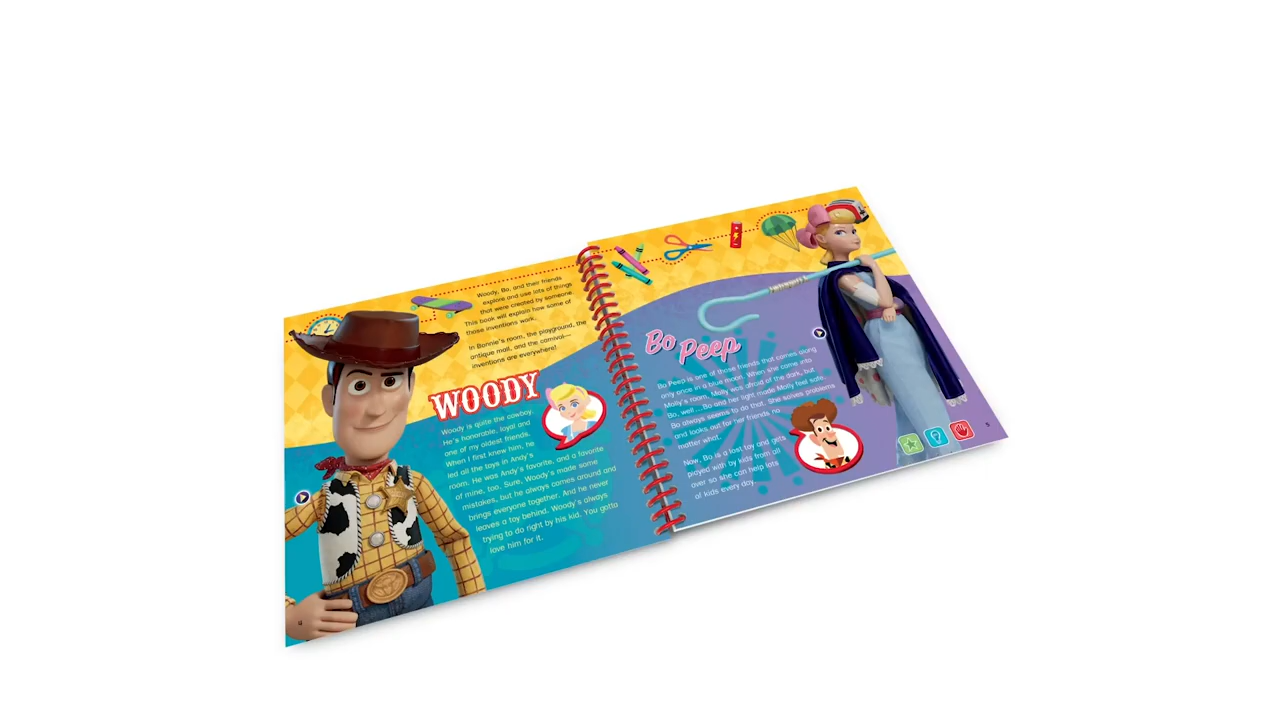 Woody, Bo, and their friends
explore and use lots of things
that were created by someone.
This book will explain how some of
those inventions work.
In Bonnie's room, the playground, the
antique mall, and the carnival—
inventions are everywhere!
WOODY
Woody is quite the cowboy.
He's honorable, loyal and
one of my oldest friends.
When I first knew him, he
led all the toys in Andy's
room. He was Andy's favorite, and a favorite
of mine, too. Sure, Woody's made some
mistakes, but he always comes around and
brings everyone together. And he never
leaves a toy behind. Woody's always
trying to do right by his kid. You gotta
love him for it.
Bo Peep
Bo Peep is one of those friends that comes along
only once in a blue moon. When she came into
Molly's room, Molly was afraid of the dark, but
Bo, well....Bo and her light made Molly feel safe.
Bo always seems to do that. She solves problems
and looks out for her friends no
matter what.
Now, Bo is a lost toy and gets
played with by kids from all
over so she can help lots
of kids every day.
5